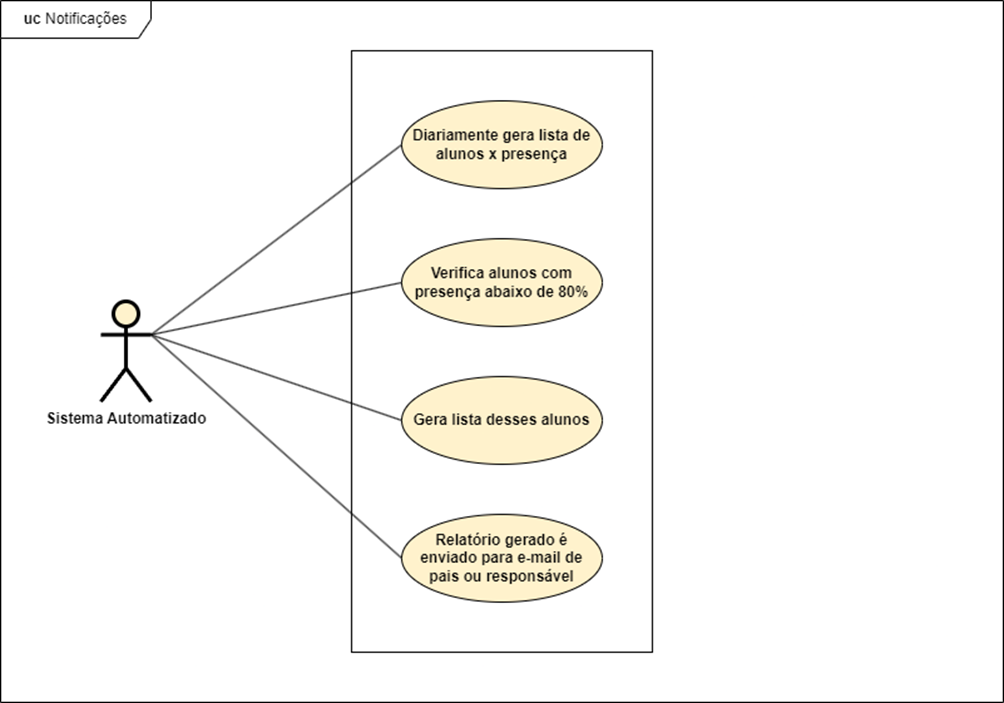 uc Notificações
Diariamente gera lista de
alunos x presença
Verifica alunos com
presença abaixo de 80%
Sistema Automatizado
Gera lista desses alunos
Relatório gerado é
enviado para e-mail de
pais ou responsável